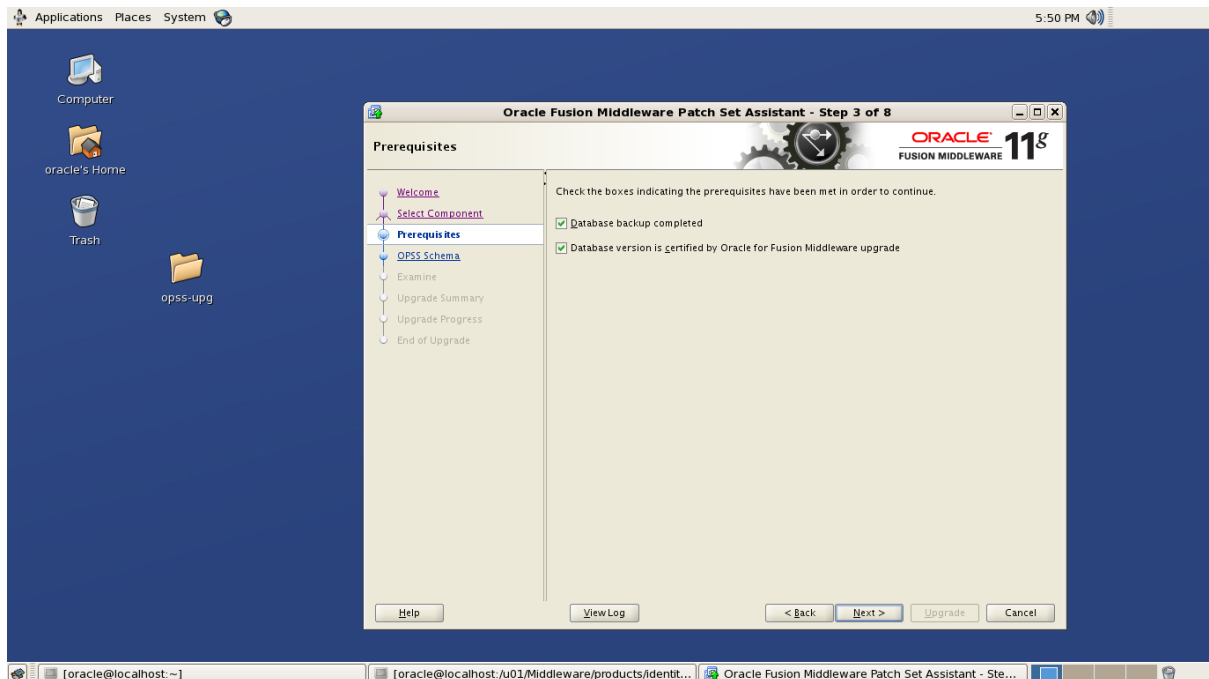 Applications Places System 5:50 PM
Computer
oracle's Home
Trash
opss-upg
Oracle Fusion Middleware Patch Set Assistant - Step 3 of 8
Prerequisites
ORACLE
FUSION MIDDLEWARE 11g
Welcome
Select Component
Prerequisites
OPSS Schema
Examine
Upgrade Summary
Upgrade Progress
End of Upgrade
Check the boxes indicating the prerequisites have been met in order to continue.
Database backup completed
Database version is certified by Oracle for Fusion Middleware upgrade
Help View Log < Back Next > Upgrade Cancel
[oracle@localhost:~] [oracle@localhost:/u01/Middleware/products/identit... Oracle Fusion Middleware Patch Set Assistant - Ste...